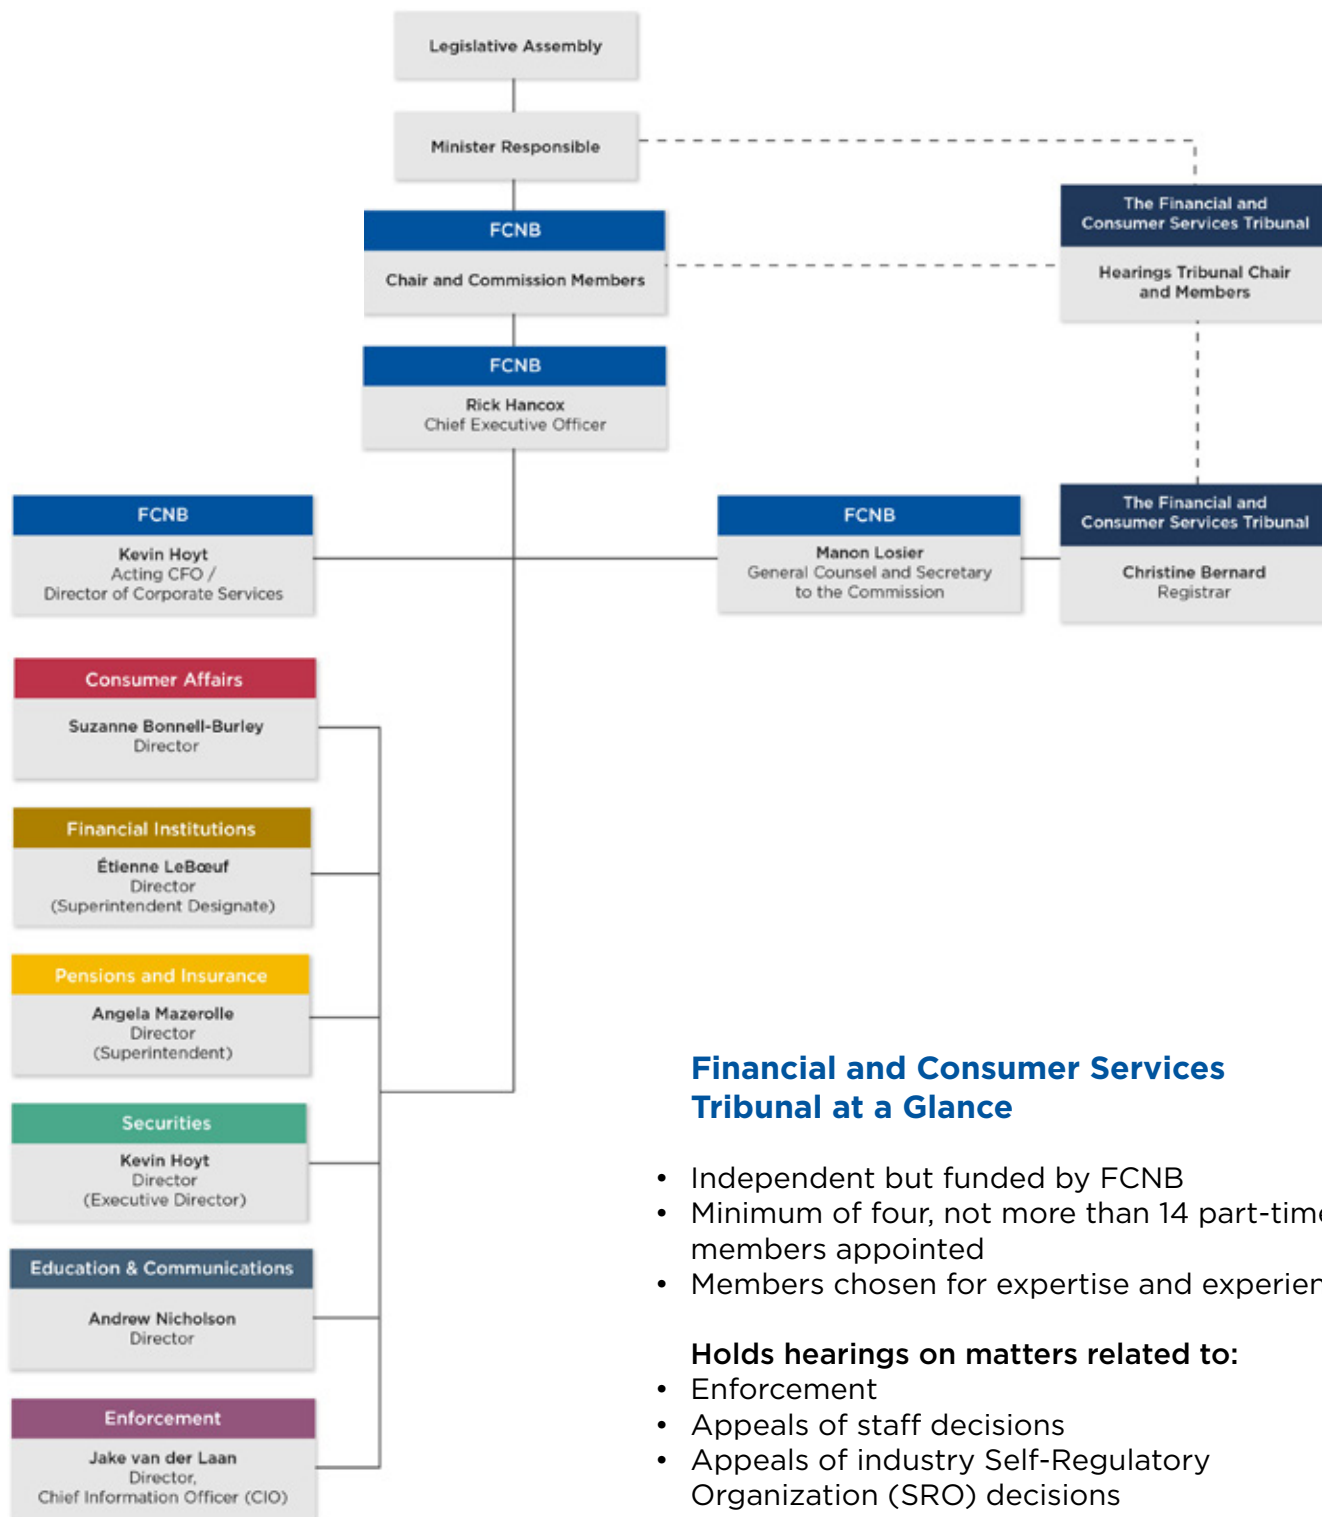 Legislative Assembly
Minister Responsible
FCNB
Chair and Commission Members
The Financial and
Consumer Services Tribunal
Hearings Tribunal Chair
and Members
FCNB
Rick Hancox
Chief Executive Officer
FCNB
Kevin Hoyt
Acting CFO /
Director of Corporate Services
FCNB
Manon Losier
General Counsel and Secretary
to the Commission
The Financial and
Consumer Services Tribunal
Christine Bernard
Registrar
Consumer Affairs
Suzanne Bonnell-Burley
Director
Financial Institutions
Étienne LeBœuf
Director
(Superintendent Designate)
Pensions and Insurance
Angela Mazerolle
Director
(Superintendent)
Securities
Kevin Hoyt
Director
(Executive Director)
Education & Communications
Andrew Nicholson
Director
Enforcement
Jake van der Laan
Director,
Chief Information Officer (CIO)
Financial and Consumer Services
Tribunal at a Glance
• Independent but funded by FCNB
• Minimum of four, not more than 14 part-time
members appointed
• Members chosen for expertise and experien
Holds hearings on matters related to:
• Enforcement
• Appeals of staff decisions
• Appeals of industry Self-Regulatory
Organization (SRO) decisions